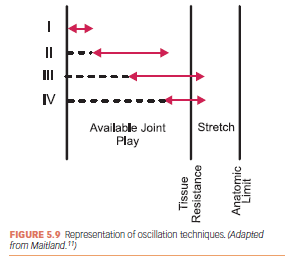 I
II
III
IV
Available Joint
Play
Stretch
Tissue
Resistance
Anatomic
Limit
FIGURE 5.9 Representation of oscillation techniques. (Adapted
from Maitland.¹¹)